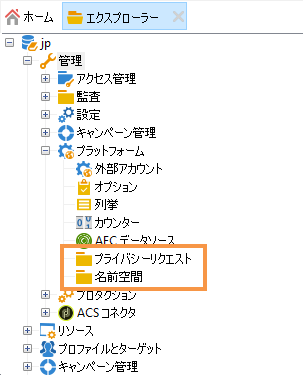 ホーム エクスプローラー
jp
管理
アクセス管理
監査
設定
キャンペーン管理
プラットフォーム
外部アカウント
オプション
列挙
カウンター
AEC データソース
プライバシーリクエスト
名前空間
プロダクション
ACS コネクタ
リソース
プロファイルとターゲット
キャンペーン管理